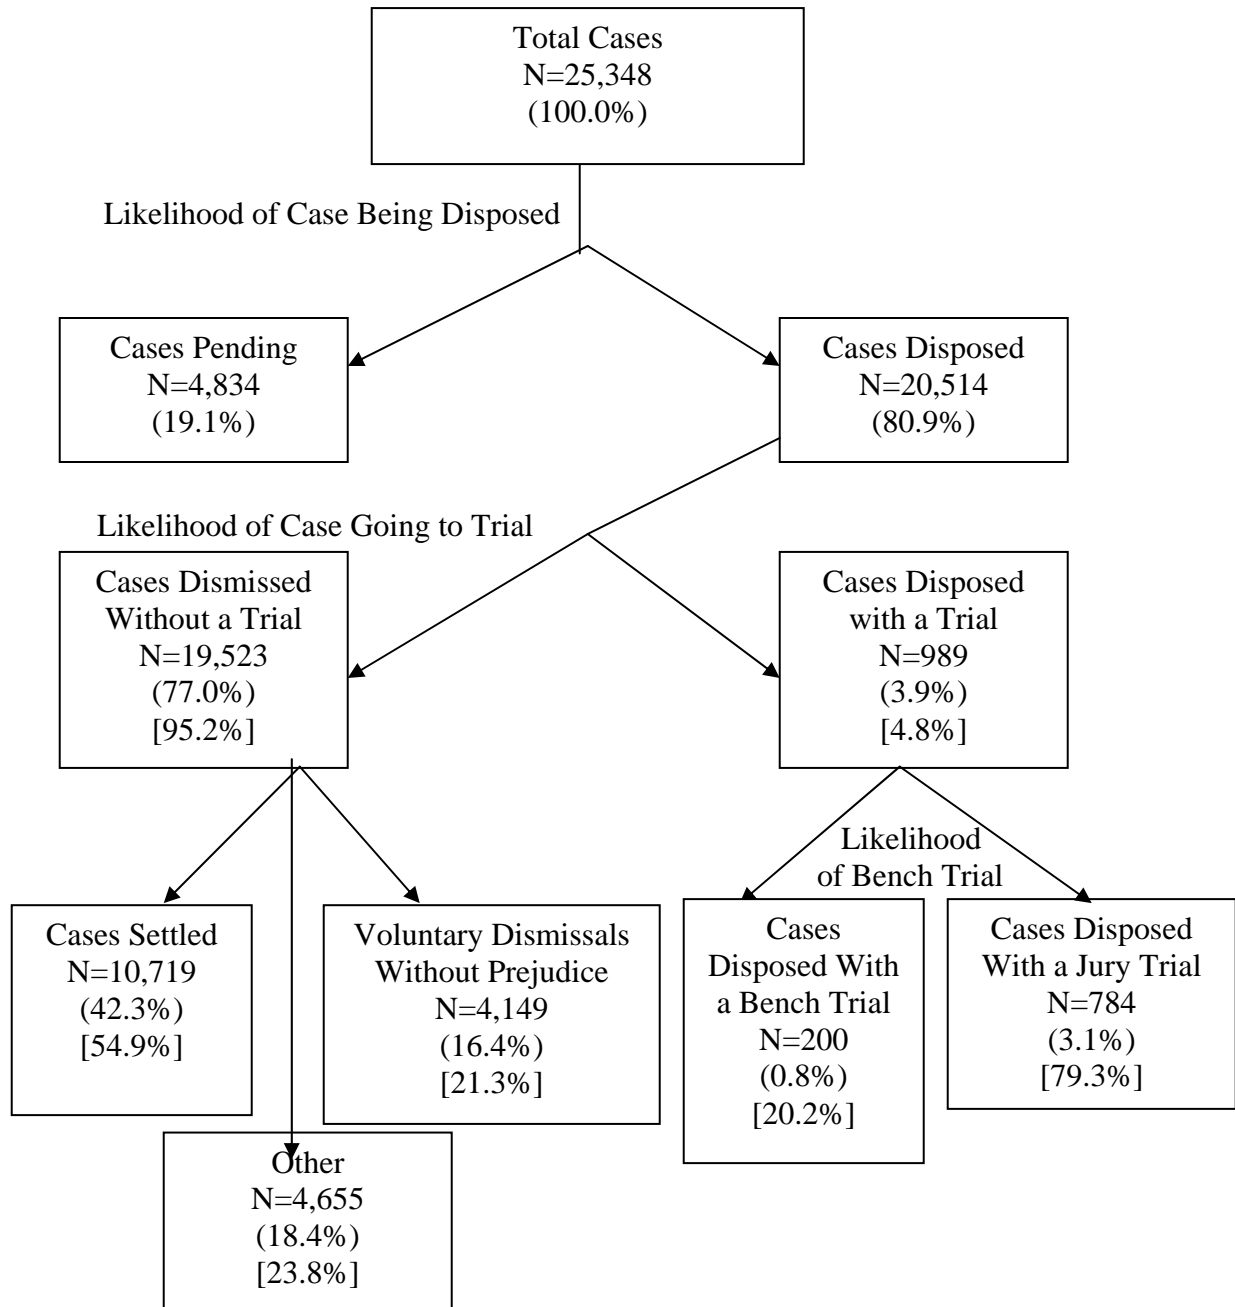 Total Cases
N=25,348
(100.0%)
Likelihood of Case Being Disposed
Cases Pending
N=4,834
(19.1%)
Cases Disposed
N=20,514
(80.9%)
Likelihood of Case Going to Trial
Cases Dismissed
Without a Trial
N=19,523
(77.0%)
[95.2%]
Cases Disposed
with a Trial
N=989
(3.9%)
[4.8%]
Likelihood
of Bench Trial
Cases Settled
N=10,719
(42.3%)
[54.9%]
Voluntary Dismissals
Without Prejudice
N=4,149
(16.4%)
[21.3%]
Cases
Disposed With
a Bench Trial
N=200
(0.8%)
[20.2%]
Cases Disposed
With a Jury Trial
N=784
(3.1%)
[79.3%]
Other
N=4,655
(18.4%)
[23.8%]